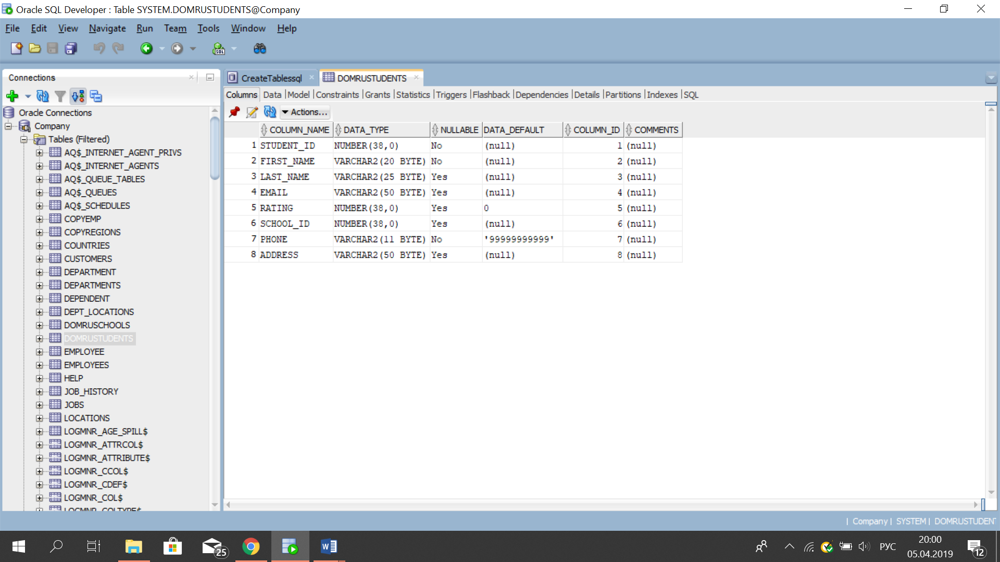 Oracle SQL Developer : Table SYSTEM.DOMRUSTUDENTS@Company
File Edit View Navigate Run Team Tools Window Help
SQL
Connections
Oracle Connections
Company
Tables (Filtered)
AQ$_INTERNET_AGENT_PRIVS
AQ$_INTERNET_AGENTS
AQ$_QUEUE_TABLES
AQ$_QUEUES
AQ$_SCHEDULES
COPYEMP
COPYREGIONS
COUNTRIES
CUSTOMERS
DEPARTMENT
DEPARTMENTS
DEPENDENT
DEPT_LOCATIONS
DOMRUSCHOOLS
DOMRUSTUDENTS
EMPLOYEE
EMPLOYEES
HELP
JOB_HISTORY
JOBS
LOCATIONS
LOGMNR_AGE_SPILL$
LOGMNR_ATTRCOL$
LOGMNR_ATTRIBUTE$
LOGMNR_CCOL$
LOGMNR_CDEF$
LOGMNR_COL$
LOGMNR_COLTYPE$
CreateTablessql DOMRUSTUDENTS
Columns Data Model Constraints Grants Statistics Triggers Flashback Dependencies Details Partitions Indexes SQL
Actions...
COLUMN_NAME DATA_TYPE NULLABLE DATA_DEFAULT COLUMN_ID COMMENTS
1 STUDENT_ID NUMBER(38,0) No (null) 1 (null)
2 FIRST_NAME VARCHAR2(20 BYTE) No (null) 2 (null)
3 LAST_NAME VARCHAR2(25 BYTE) Yes (null) 3 (null)
4 EMAIL VARCHAR2(50 BYTE) Yes (null) 4 (null)
5 RATING NUMBER(38,0) Yes 0 5 (null)
6 SCHOOL_ID NUMBER(38,0) Yes (null) 6 (null)
7 PHONE VARCHAR2(11 BYTE) No '99999999999' 7 (null)
8 ADDRESS VARCHAR2(50 BYTE) Yes (null) 8 (null)
| Company | SYSTEM | DOMRUSTUDENT
25
W
РУС
20:00
05.04.2019
12